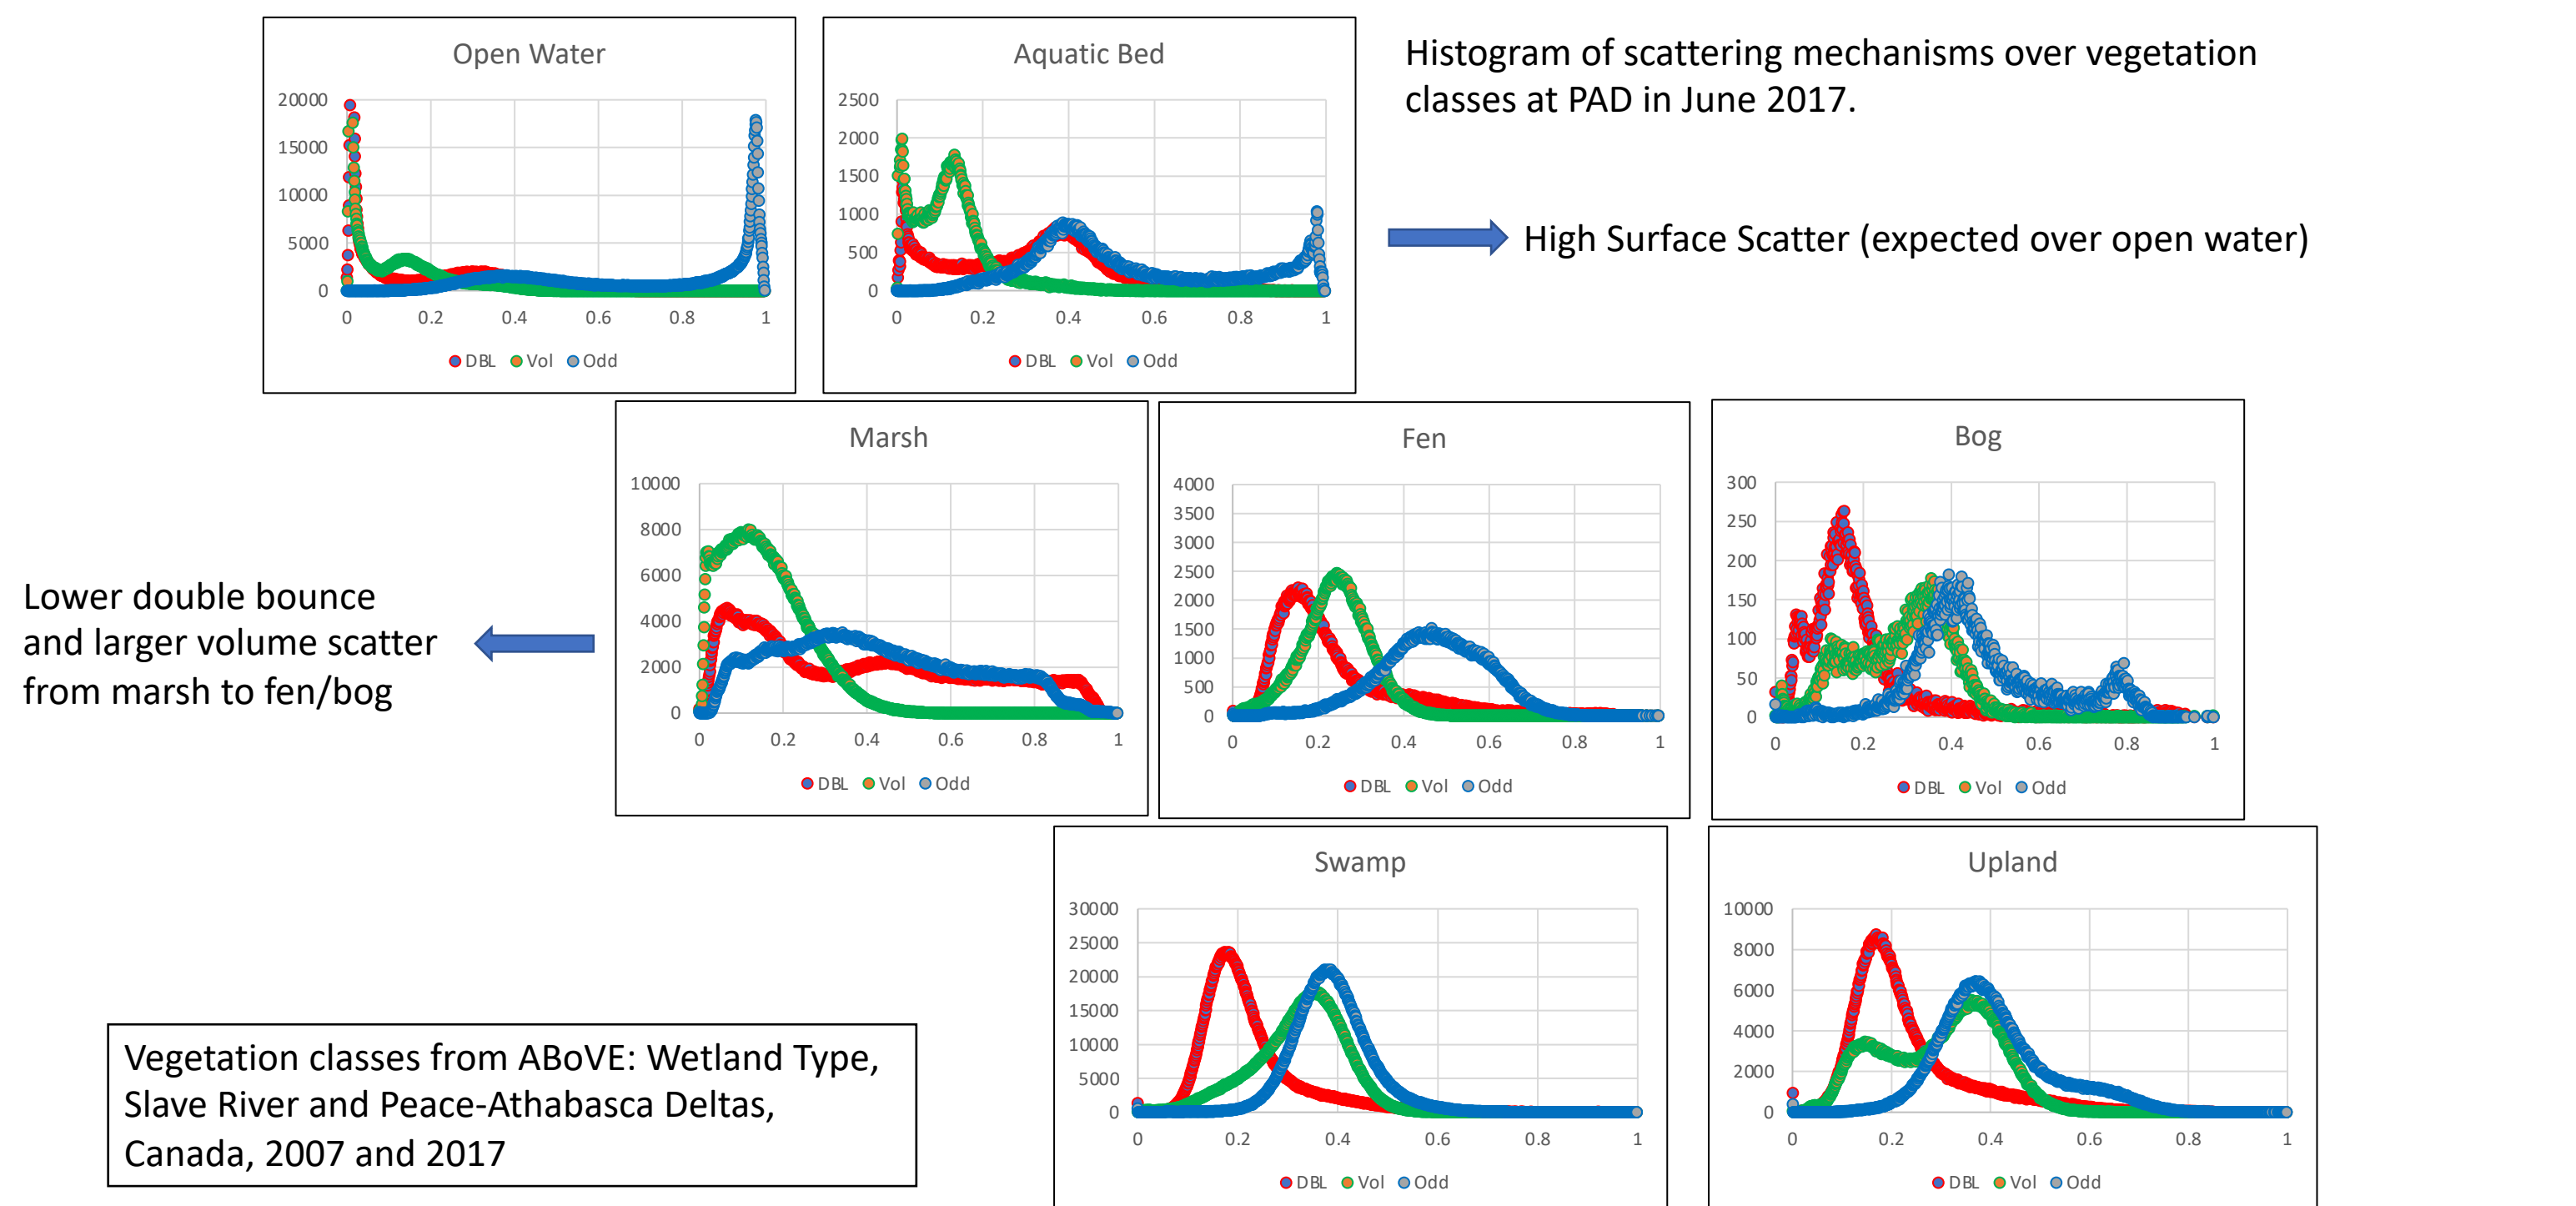 Open Water
20000
15000
10000
5000
0
0 0.2 0.4 0.6 0.8 1
DBL Vol Odd
Aquatic Bed
2500
2000
1500
1000
500
0
0 0.2 0.4 0.6 0.8 1
DBL Vol Odd
Histogram of scattering mechanisms over vegetation
classes at PAD in June 2017.
High Surface Scatter (expected over open water)
Lower double bounce
and larger volume scatter
from marsh to fen/bog
Marsh
10000
8000
6000
4000
2000
0
0 0.2 0.4 0.6 0.8 1
DBL Vol Odd
Fen
4000
3500
3000
2500
2000
1500
1000
500
0
0 0.2 0.4 0.6 0.8 1
DBL Vol Odd
Bog
300
250
200
150
100
50
0
0 0.2 0.4 0.6 0.8 1
DBL Vol Odd
Vegetation classes from ABoVE: Wetland Type,
Slave River and Peace-Athabasca Deltas,
Canada, 2007 and 2017
Swamp
30000
25000
20000
15000
10000
5000
0
0 0.2 0.4 0.6 0.8 1
DBL Vol Odd
Upland
10000
8000
6000
4000
2000
0
0 0.2 0.4 0.6 0.8 1
DBL Vol Odd